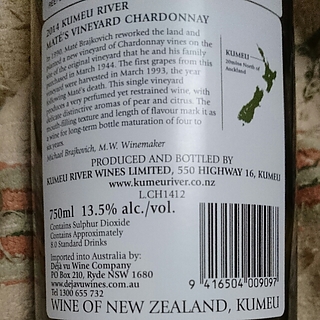 2014 KUMEU RIVER
MATÉ'S VINEYARD CHARDONNAY
In 1990, Maté Brajkovich reworked the land and
planted a new vineyard of Chardonnay vines on the
site of the original vineyard that he and his family
purchased in March 1944. The first grapes from this
vineyard were harvested in March 1993, the year
following Maté's death. This single vineyard
produces a very perfumed yet restrained wine, with
delicate distinctive aromas of pear and citrus. The
mouth-filling texture and length of flavour mark it as
a wine for long-term bottle maturation of four to
six years.
Michael Brajkovich, M.W. Winemaker
KUMEU
20mins North of
Auckland
PRODUCED AND BOTTLED BY
KUMEU RIVER WINES LIMITED, 550 HIGHWAY 16, KUMEU
www.kumeuriver.co.nz
L.CH1412
750ml 13.5% alc./vol.
Contains Sulphur Dioxide
Contains Approximately
8.0 Standard Drinks
Imported into Australia by:
Deja vu Wine Company
PO Box 210, Ryde NSW 1680
www.dejavuwines.com.au
Tel 1300 655 732
9 416504 009097
WINE OF NEW ZEALAND, KUMEU